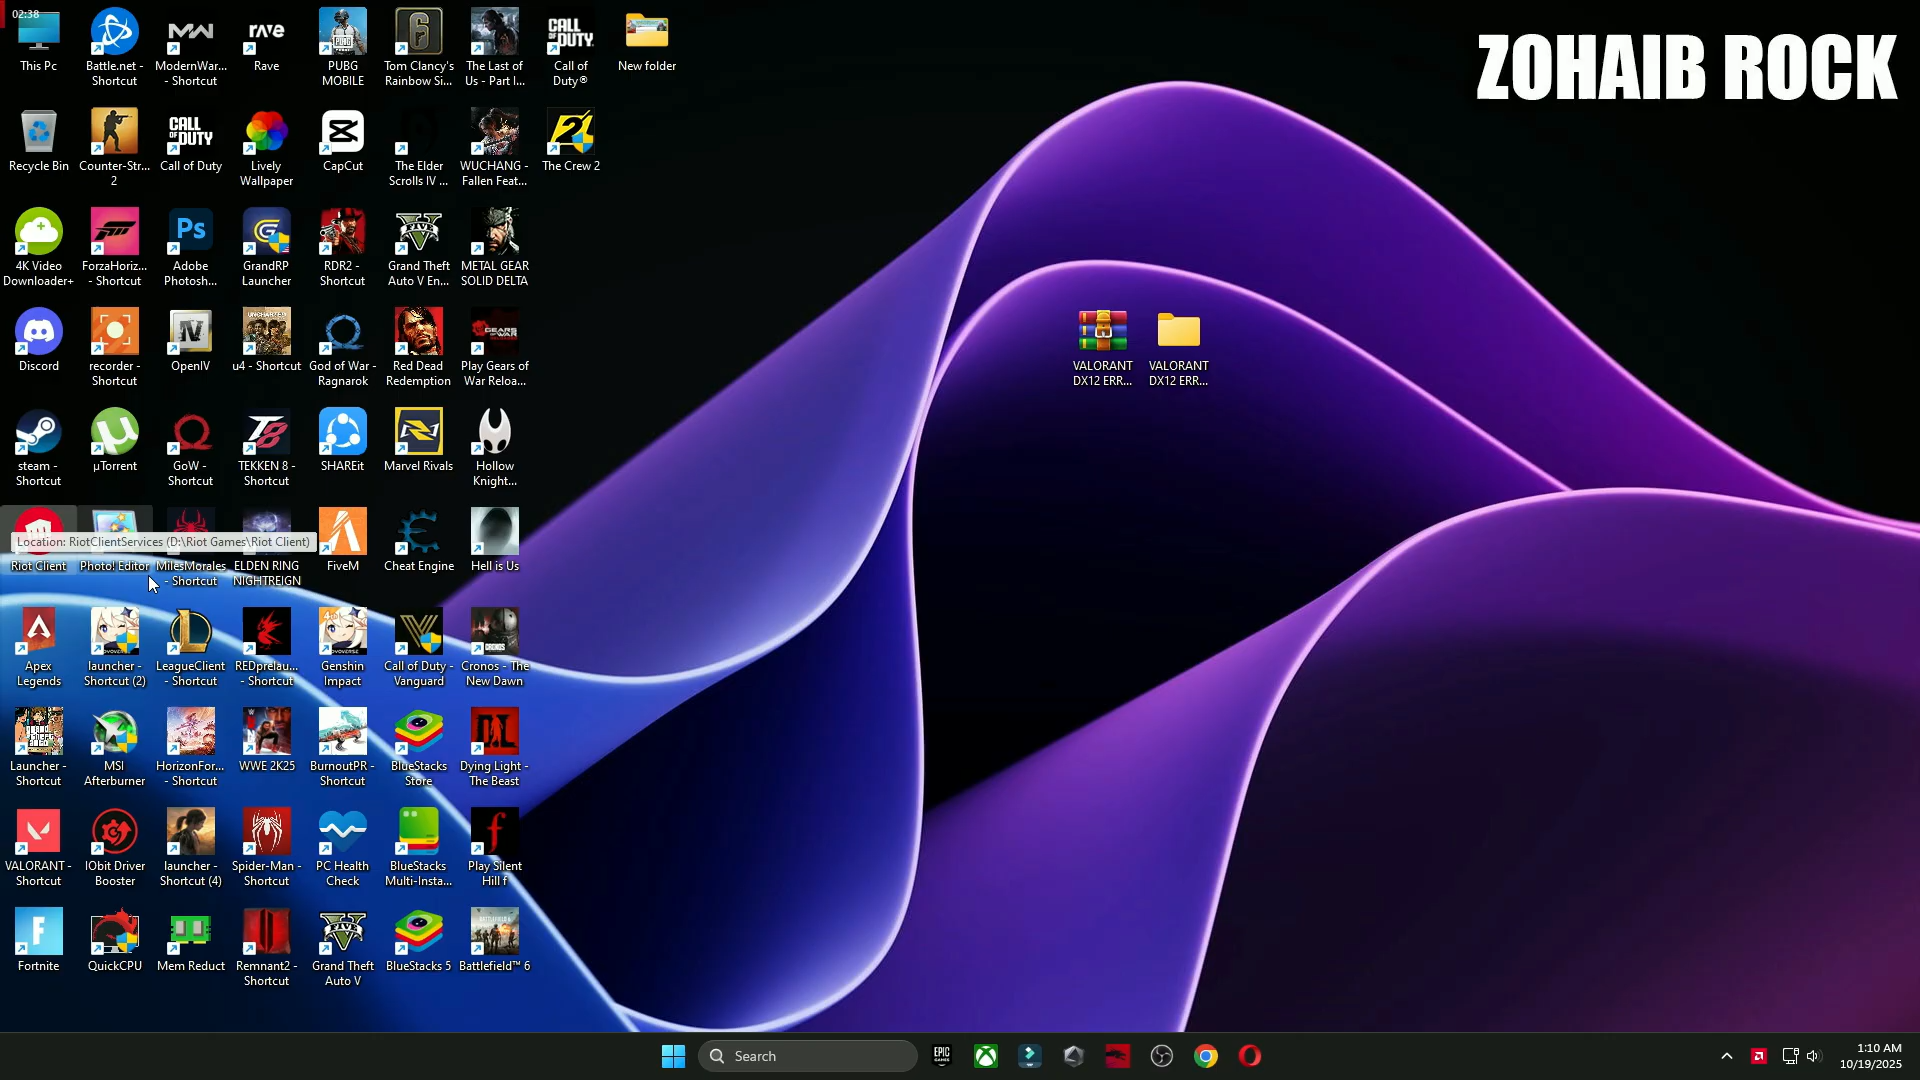 02:38
ZOHAIB ROCK
This Pc
Battle.net -
Shortcut
ModernWar...
- Shortcut
rave
Rave
PUBG
MOBILE
Tom Clancy's
Rainbow Si...
The Last of
Us - Part I...
CALL OF DUTY
Call of
Duty®
New folder
Recycle Bin
Counter-Str...
2
CALL OF DUTY
Call of Duty
Lively
Wallpaper
CapCut
The Elder
Scrolls IV ...
WUCHANG -
Fallen Feat...
The Crew 2
4K Video
Downloader+
ForzaHoriz...
- Shortcut
Ps
Adobe
Photosh...
GrandRP
Launcher
RDR2 -
Shortcut
Grand Theft
Auto V En...
METAL GEAR
SOLID DELTA
Discord
recorder -
Shortcut
OpenIV
u4 - Shortcut
God of War -
Ragnarok
Red Dead
Redemption
Play Gears of
War Reloa...
VALORANT
DX12 ERR...
VALORANT
DX12 ERR...
steam -
Shortcut
µTorrent
GoW -
Shortcut
TEKKEN 8 -
Shortcut
SHAREit
Marvel Rivals
Hollow
Knight...
Location: RiotClientServices (D:\Riot Games\Riot Client)
Riot Client
Photo! Editor
MilesMorales
- Shortcut
ELDEN RING
NIGHTREIGN
FiveM
Cheat Engine
Hell is Us
Apex
Legends
launcher -
Shortcut (2)
LeagueClient
- Shortcut
REDprelau...
- Shortcut
Genshin
Impact
Call of Duty -
Vanguard
Cronos - The
New Dawn
Launcher -
Shortcut
MSI
Afterburner
HorizonFor...
- Shortcut
WWE 2K25
BurnoutPR -
Shortcut
BlueStacks
Store
Dying Light -
The Beast
VALORANT -
Shortcut
IObit Driver
Booster
launcher -
Shortcut (4)
Spider-Man -
Shortcut
PC Health
Check
BlueStacks
Multi-Insta...
Play Silent
Hill f
Fortnite
QuickCPU
Mem Reduct
Remnant2 -
Shortcut
Grand Theft
Auto V
BlueStacks 5
Battlefield™ 6
Search
1:10 AM
10/19/2025